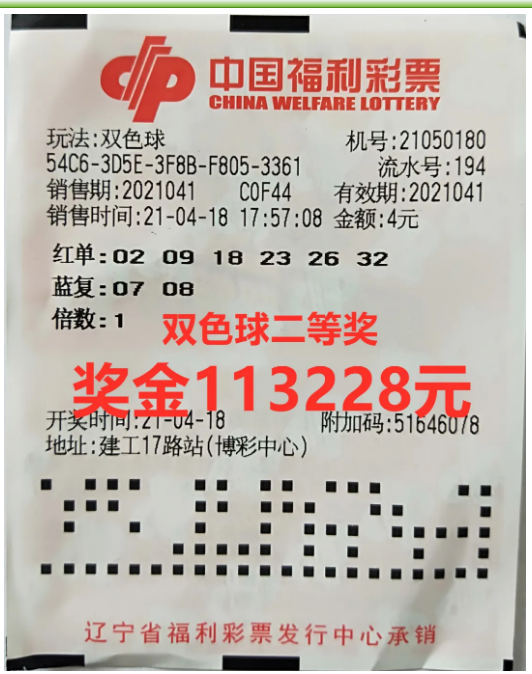 中国福利彩票
CHINA WELFARE LOTTERY
玩法:双色球 机号:21050180
54C6-3D5E-3F8B-F805-3361 流水号:194
销售期:2021041 C0F44 有效期:2021041
销售时间:21-04-18 17:57:08 金额:4元
红单:02 09 18 23 26 32
蓝复:07 08
倍数:1
双色球二等奖
奖金113228元
开奖时间:21-04-18 附加码:51646078
地址:建工17路站(博彩中心)
辽宁省福利彩票发行中心承销